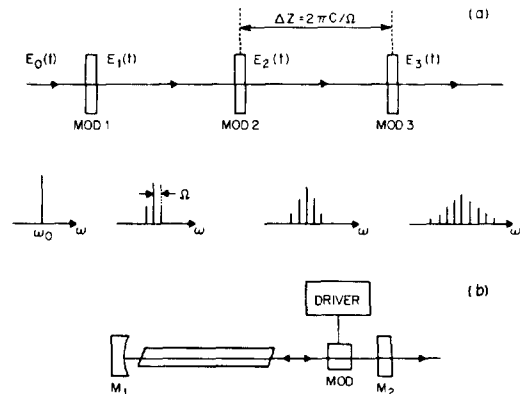 (a)
ΔZ = 2πC/Ω
E₀(t)
E₁(t)
E₂(t)
E₃(t)
MOD 1
MOD 2
MOD 3
Ω
ω₀
ω
ω
ω
ω
(b)
DRIVER
M₁
MOD
M₂